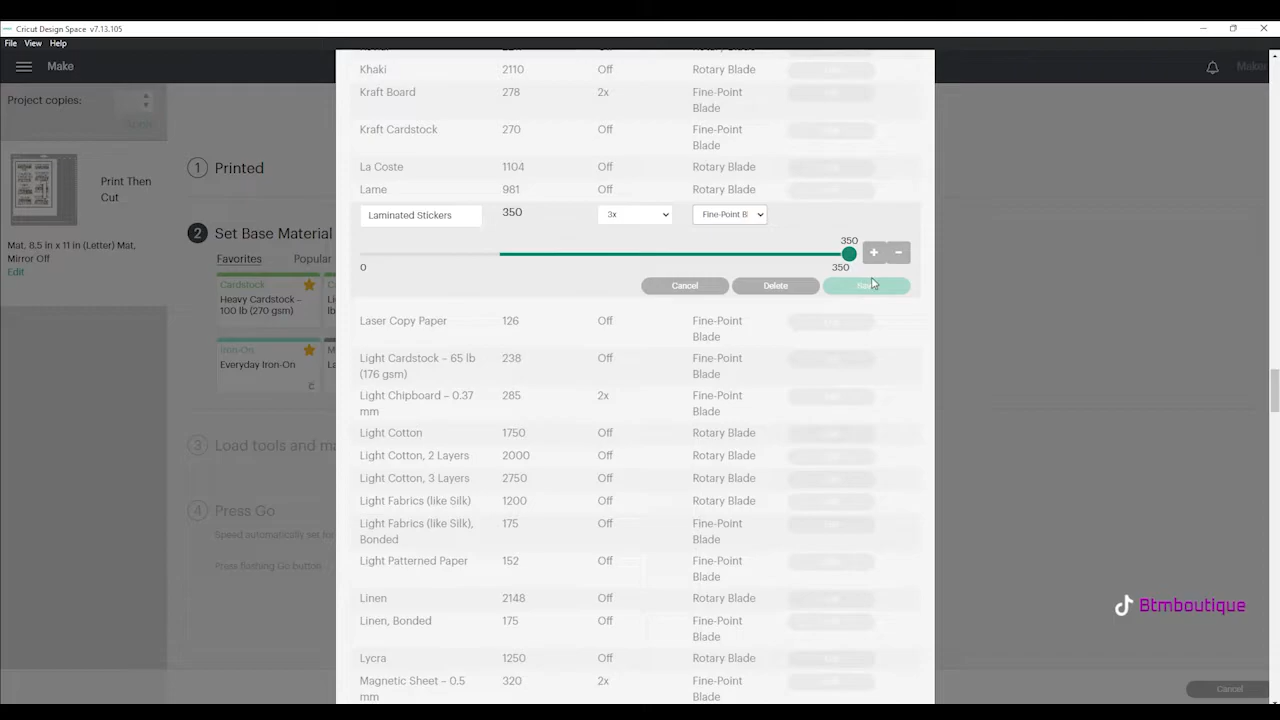 Cricut Design Space v7.13.105
File View Help
Make
Project copies:
Print Then
Cut
Mat, 8.5 in x 11 in (Letter) Mat,
Mirror Off
Edit
1 Printed
2 Set Base Material
Favorites Popular
Cardstock
Heavy Cardstock –
100 lb (270 gsm)
Iron-On
Everyday Iron-On
3 Load tools and ma
4 Press Go
Speed automatically set for
Press flashing Go button
Khaki 2110 Off Rotary Blade
Kraft Board 278 2x Fine-Point
Blade
Kraft Cardstock 270 Off Fine-Point
Blade
La Coste 1104 Off Rotary Blade
Lame 981 Off Rotary Blade
Laminated Stickers 350 3x Fine-Point Bl
350
0 350
Cancel Delete
Laser Copy Paper 126 Off Fine-Point
Blade
Light Cardstock – 65 lb 238 Off Fine-Point
(176 gsm) Blade
Light Chipboard – 0.37 285 2x Fine-Point
mm Blade
Light Cotton 1750 Off Rotary Blade
Light Cotton, 2 Layers 2000 Off Rotary Blade
Light Cotton, 3 Layers 2750 Off Rotary Blade
Light Fabrics (like Silk) 1200 Off Rotary Blade
Light Fabrics (like Silk), 175 Off Fine-Point
Bonded Blade
Light Patterned Paper 152 Off Fine-Point
Blade
Linen 2148 Off Rotary Blade
Linen, Bonded 175 Off Fine-Point
Blade
Lycra 1250 Off Rotary Blade
Magnetic Sheet – 0.5 320 2x Fine-Point
mm Blade
Btmboutique
Cancel